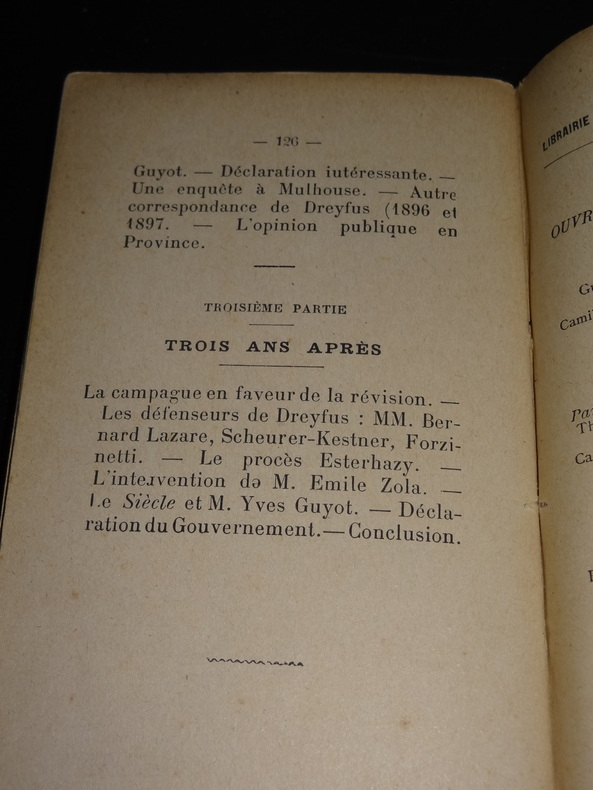 — 126 —
Guyot. — Déclaration intéressante. —
Une enquête à Mulhouse. — Autre
correspondance de Dreyfus (1896 et
1897. — L'opinion publique en
Province.
TROISIÈME PARTIE
TROIS ANS APRÈS
La campagne en faveur de la révision. —
Les défenseurs de Dreyfus : MM. Ber-
nard Lazare, Scheurer-Kestner, Forzi-
netti. — Le procès Esterhazy. —
L'intervention de M. Emile Zola. —
Le Siècle et M. Yves Guyot. — Décla-
ration du Gouvernement. — Conclusion.
LIBRAIRIE